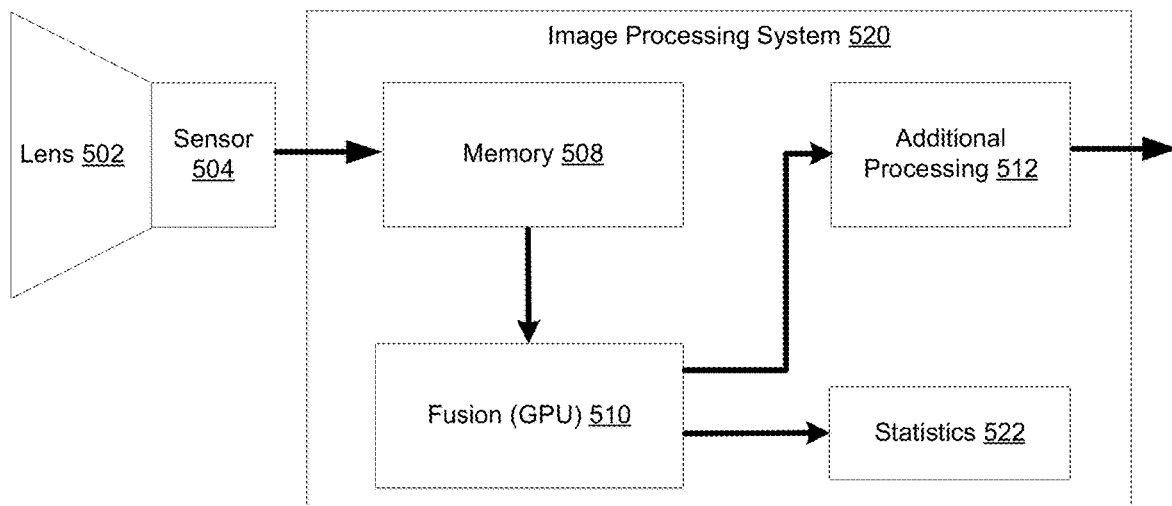 Image Processing System 520
Lens 502
Sensor
504
Memory 508
Additional
Processing 512
Fusion (GPU) 510
Statistics 522